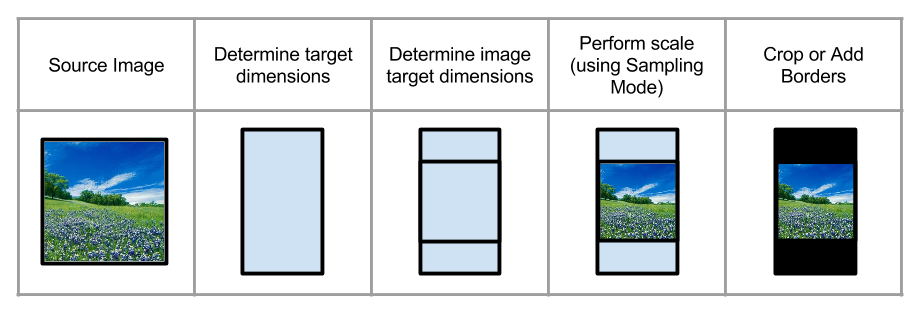 Source Image
Determine target
dimensions
Determine image
target dimensions
Perform scale
(using Sampling
Mode)
Crop or Add
Borders